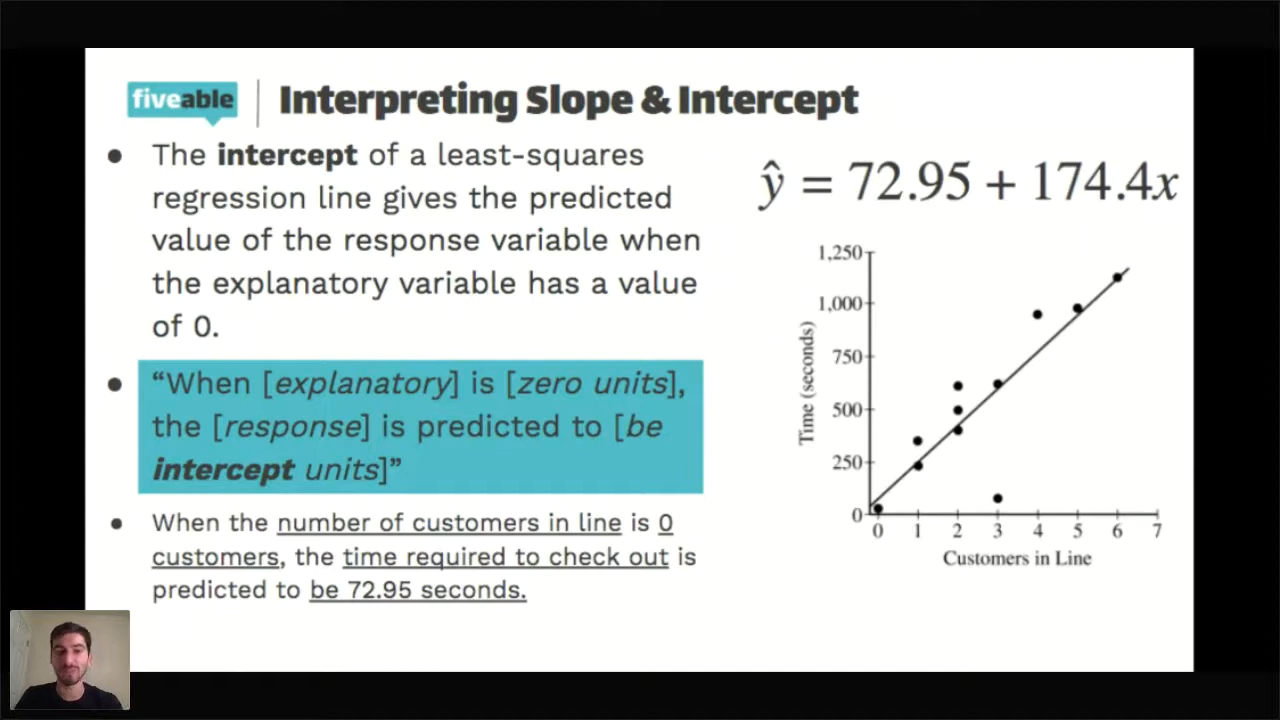 fiveable
Interpreting Slope & Intercept
● The intercept of a least-squares
regression line gives the predicted
value of the response variable when
the explanatory variable has a value
of 0.
● “When [explanatory] is [zero units],
the [response] is predicted to [be
intercept units]”
● When the number of customers in line is 0
customers, the time required to check out is
predicted to be 72.95 seconds.
ŷ = 72.95 + 174.4x
1,250
1,000
750
500
250
0
Time (seconds)
0 1 2 3 4 5 6 7
Customers in Line